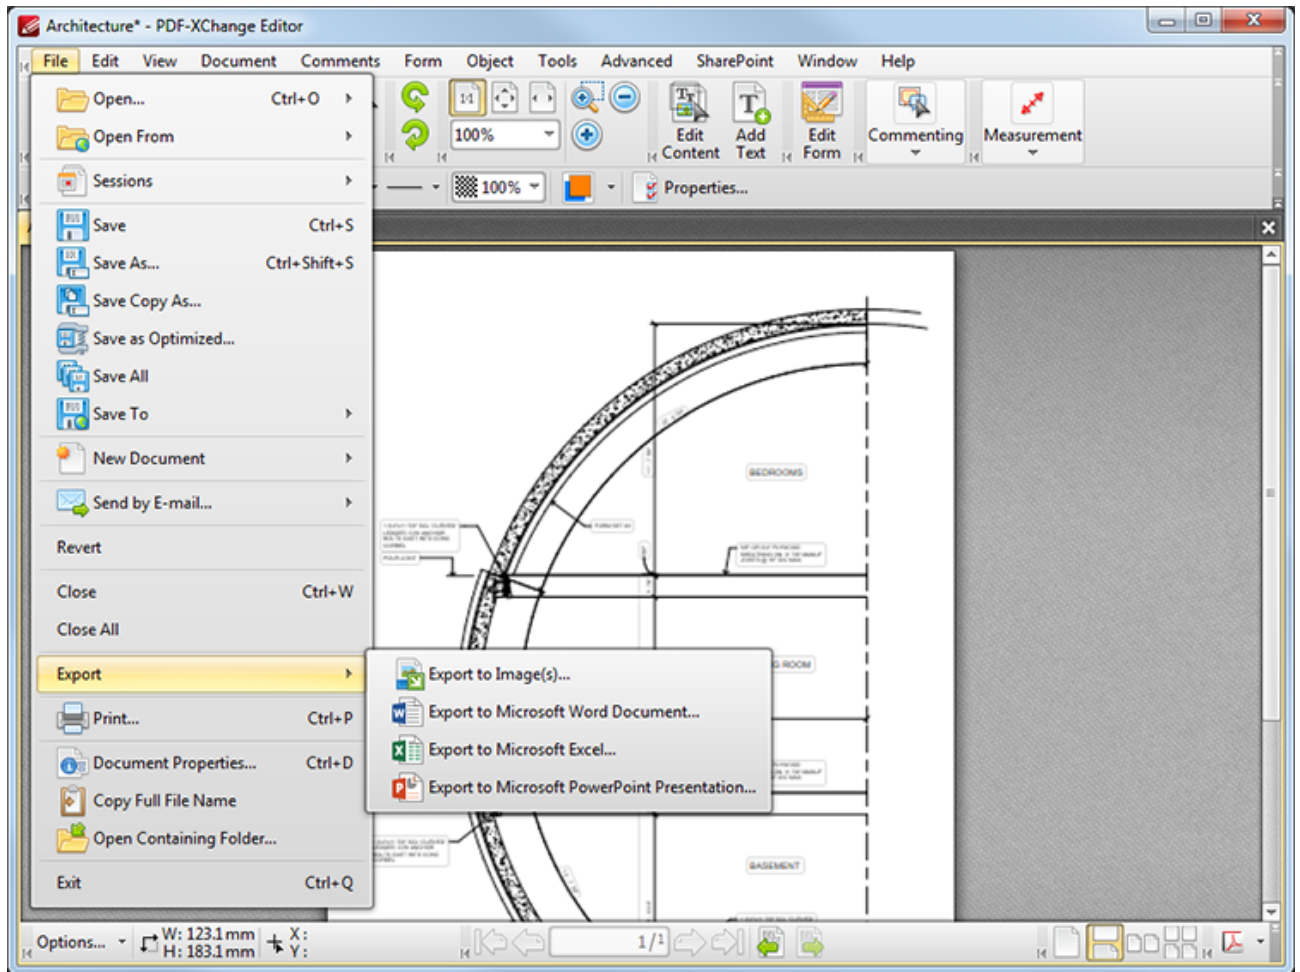 Architecture* - PDF-XChange Editor
File Edit View Document Comments Form Object Tools Advanced SharePoint Window Help
Open... Ctrl+O
Open From
Sessions
Save Ctrl+S
Save As... Ctrl+Shift+S
Save Copy As...
Save as Optimized...
Save All
Save To
New Document
Send by E-mail...
Revert
Close Ctrl+W
Close All
Export
Print... Ctrl+P
Document Properties... Ctrl+D
Copy Full File Name
Open Containing Folder...
Exit Ctrl+Q
Export to Image(s)...
Export to Microsoft Word Document...
Export to Microsoft Excel...
Export to Microsoft PowerPoint Presentation...
1:1
100%
Edit Content
Add Text
Edit Form
Commenting
Measurement
100%
Properties...
BEDROOMS
ROOM
BASEMENT
Options...
W: 123.1 mm
H: 183.1 mm
X:
Y:
1/1